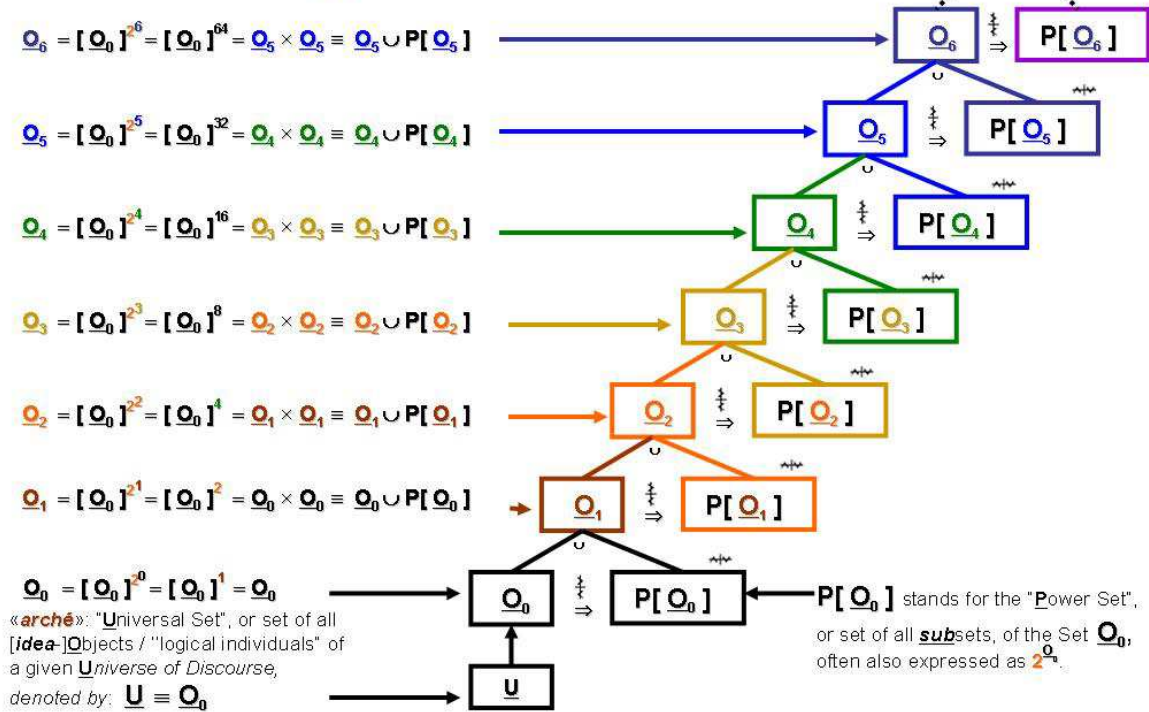 O₆ = [ O₀ ]^2^6 = [ O₀ ]^64 = O₅ × O₅ ≡ O₅ ∪ P[ O₅ ]
O₆ ⇒ P[ O₆ ]
∪
O₅ = [ O₀ ]^2^5 = [ O₀ ]^32 = O₄ × O₄ ≡ O₄ ∪ P[ O₄ ]
O₅ ⇒ P[ O₅ ]
∪
O₄ = [ O₀ ]^2^4 = [ O₀ ]^16 = O₃ × O₃ ≡ O₃ ∪ P[ O₃ ]
O₄ ⇒ P[ O₄ ]
∪
O₃ = [ O₀ ]^2^3 = [ O₀ ]^8 = O₂ × O₂ ≡ O₂ ∪ P[ O₂ ]
O₃ ⇒ P[ O₃ ]
∪
O₂ = [ O₀ ]^2^2 = [ O₀ ]^4 = O₁ × O₁ ≡ O₁ ∪ P[ O₁ ]
O₂ ⇒ P[ O₂ ]
∪
O₁ = [ O₀ ]^2^1 = [ O₀ ]^2 = O₀ × O₀ ≡ O₀ ∪ P[ O₀ ]
O₁ ⇒ P[ O₁ ]
∪
O₀ = [ O₀ ]^2^0 = [ O₀ ]^1 = O₀
O₀ ⇒ P[ O₀ ]
«arché»: "Universal Set", or set of all
[idea-]Objects / "logical individuals" of
a given Universe of Discourse,
denoted by: U ≡ O₀
U
P[ O₀ ] stands for the "Power Set",
or set of all subsets, of the Set O₀,
often also expressed as 2^O₀.